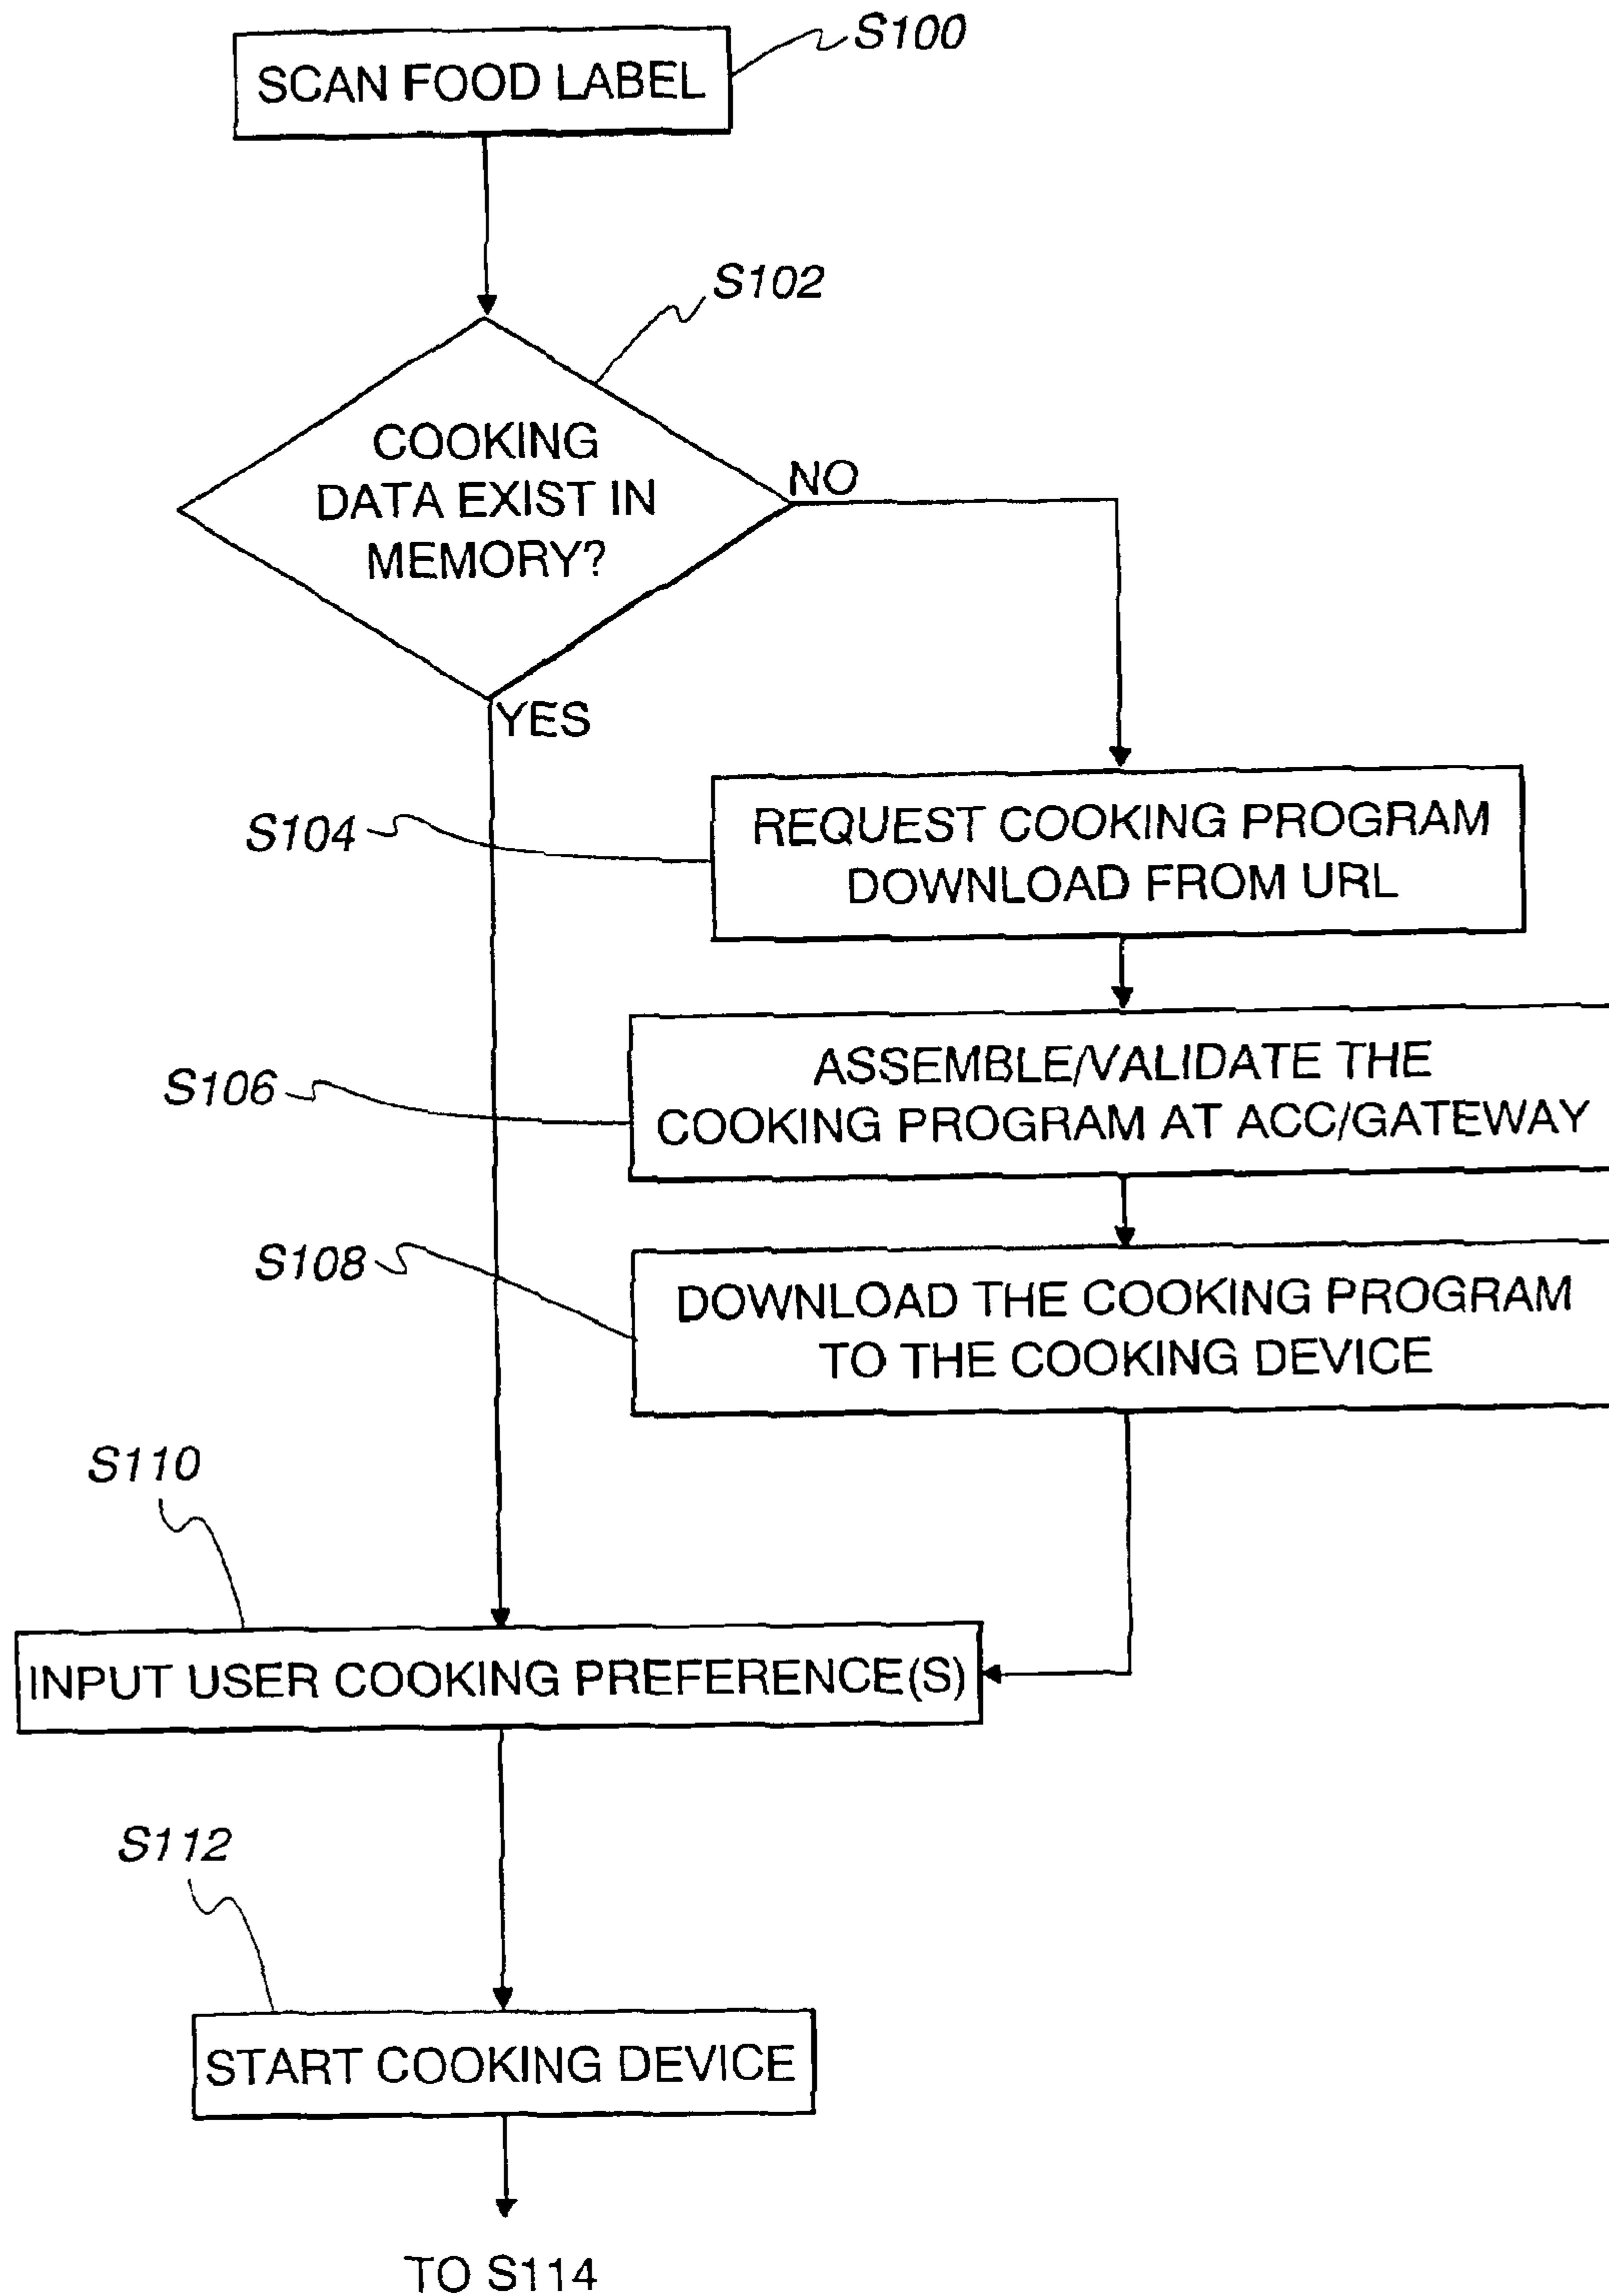 S100
SCAN FOOD LABEL
S102
COOKING
DATA EXIST IN
MEMORY?
NO
YES
S104
REQUEST COOKING PROGRAM
DOWNLOAD FROM URL
S106
ASSEMBLE/VALIDATE THE
COOKING PROGRAM AT ACC/GATEWAY
S108
DOWNLOAD THE COOKING PROGRAM
TO THE COOKING DEVICE
S110
INPUT USER COOKING PREFERENCE(S)
S112
START COOKING DEVICE
TO S114